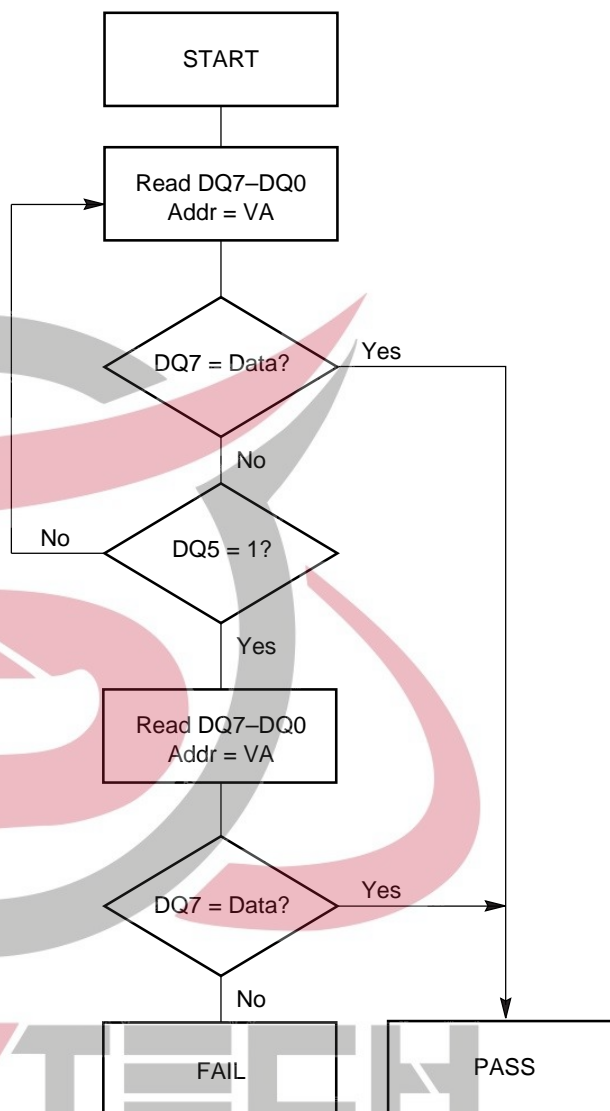 START
Read DQ7–DQ0
Addr = VA
DQ7 = Data?
Yes
No
DQ5 = 1?
No
Yes
Read DQ7–DQ0
Addr = VA
DQ7 = Data?
Yes
No
FAIL
PASS
TECH